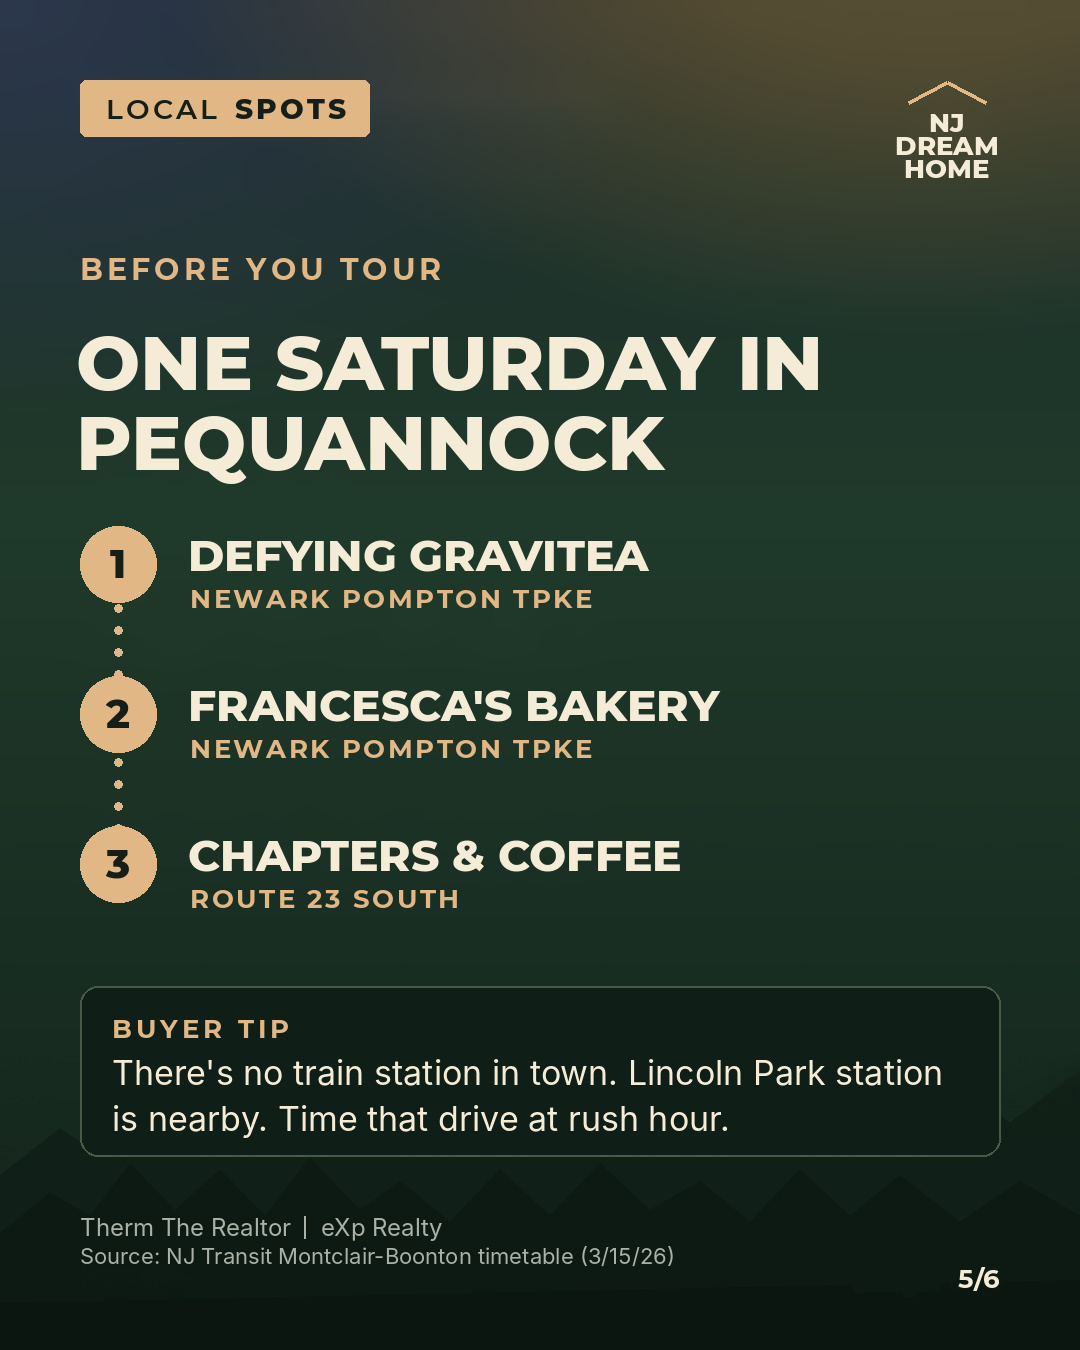 LOCAL SPOTS
NJ
DREAM
HOME
BEFORE YOU TOUR
ONE SATURDAY IN
PEQUANNOCK
1
DEFYING GRAVITEA
NEWARK POMPTON TPKE
2
FRANCESCA'S BAKERY
NEWARK POMPTON TPKE
3
CHAPTERS & COFFEE
ROUTE 23 SOUTH
BUYER TIP
There's no train station in town. Lincoln Park station
is nearby. Time that drive at rush hour.
Therm The Realtor | eXp Realty
Source: NJ Transit Montclair-Boonton timetable (3/15/26)
5/6